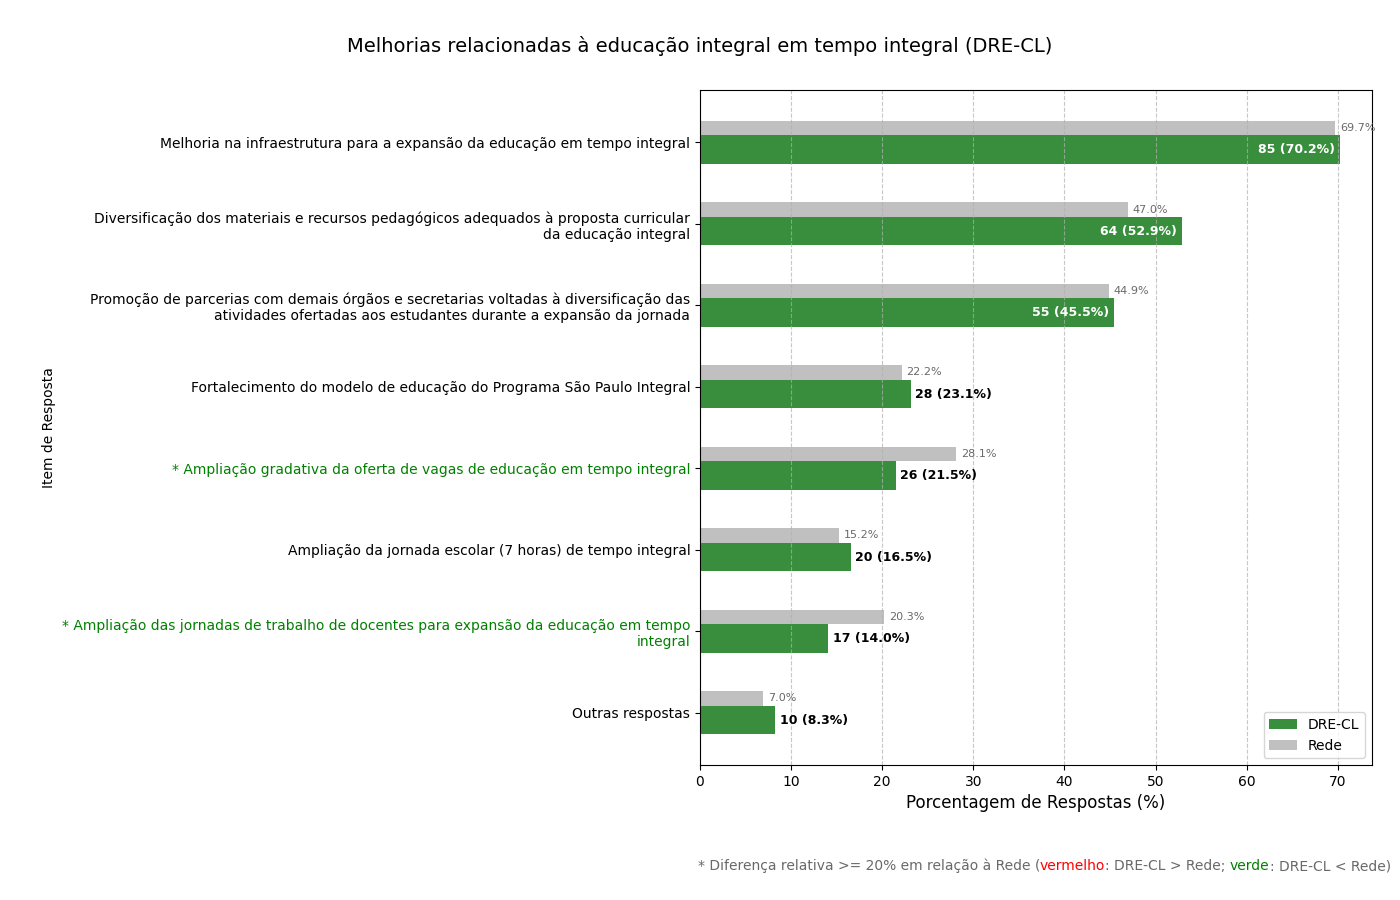 Melhorias relacionadas à educação integral em tempo integral (DRE-CL)
Item de Resposta
Melhoria na infraestrutura para a expansão da educação em tempo integral
69.7%
85 (70.2%)
Diversificação dos materiais e recursos pedagógicos adequados à proposta curricular
da educação integral
47.0%
64 (52.9%)
Promoção de parcerias com demais órgãos e secretarias voltadas à diversificação das
atividades ofertadas aos estudantes durante a expansão da jornada
44.9%
55 (45.5%)
Fortalecimento do modelo de educação do Programa São Paulo Integral
22.2%
28 (23.1%)
* Ampliação gradativa da oferta de vagas de educação em tempo integral
28.1%
26 (21.5%)
Ampliação da jornada escolar (7 horas) de tempo integral
15.2%
20 (16.5%)
* Ampliação das jornadas de trabalho de docentes para expansão da educação em tempo
integral
20.3%
17 (14.0%)
Outras respostas
7.0%
10 (8.3%)
DRE-CL
Rede
0 10 20 30 40 50 60 70
Porcentagem de Respostas (%)
* Diferença relativa >= 20% em relação à Rede (vermelho: DRE-CL > Rede; verde: DRE-CL < Rede)